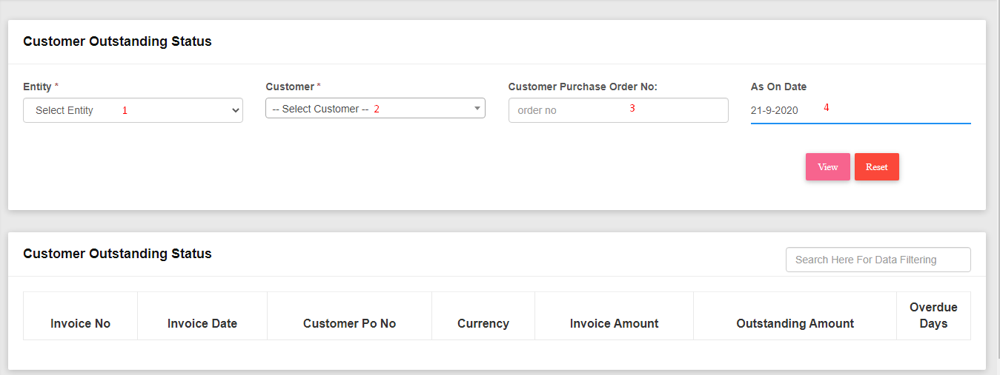 Customer Outstanding Status
Entity * Customer * Customer Purchase Order No: As On Date
Select Entity 1 -- Select Customer -- 2 order no 3 21-9-2020 4
View Reset
Customer Outstanding Status
Search Here For Data Filtering
Invoice No Invoice Date Customer Po No Currency Invoice Amount Outstanding Amount Overdue
Days